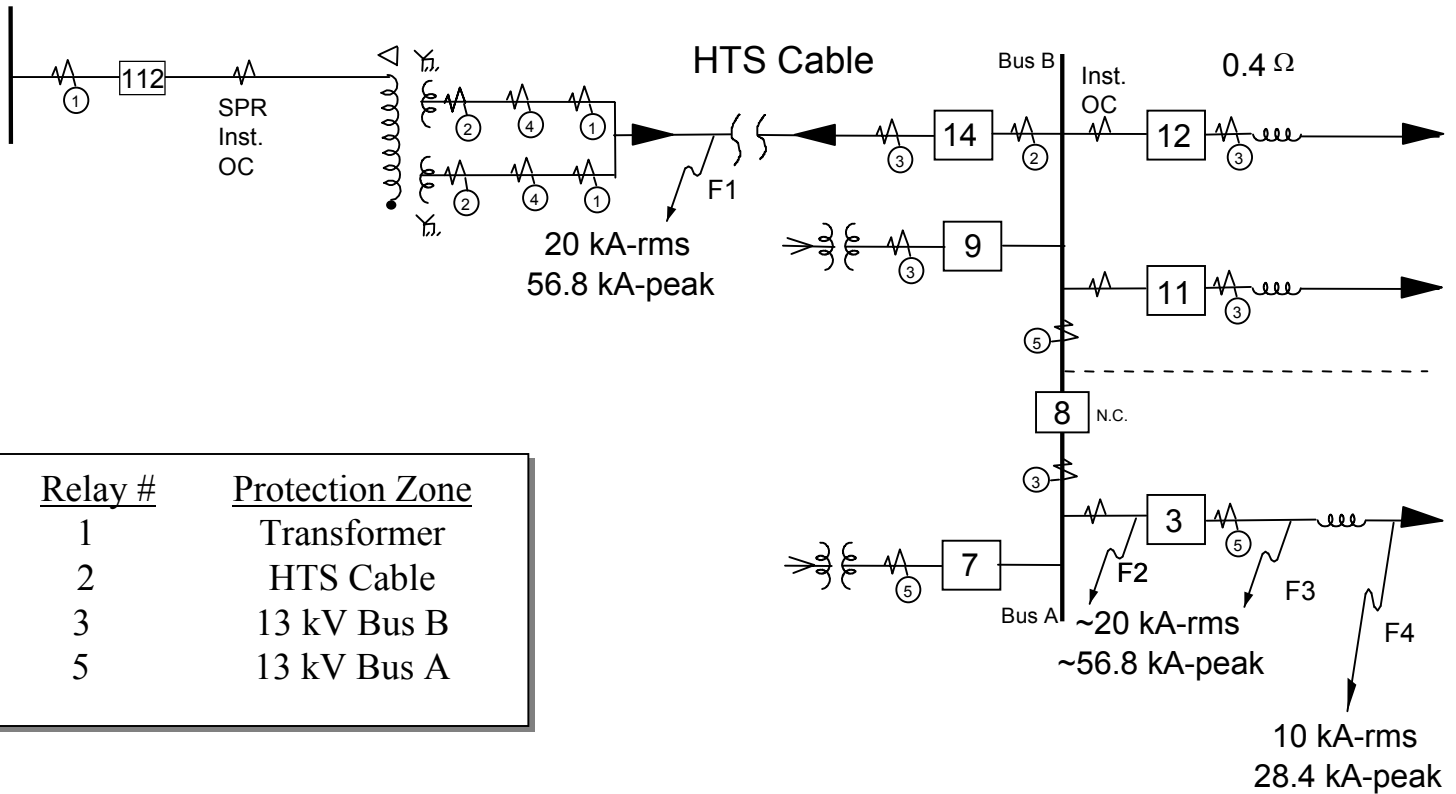 HTS Cable
Bus B
Inst.
OC
0.4 Ω
1
112
SPR
Inst.
OC
2
4
1
2
4
1
F1
20 kA-rms
56.8 kA-peak
3
14
2
12
3
3
9
11
3
5
8
N.C.
3
3
5
F2
F3
F4
5
7
Bus A
~20 kA-rms
~56.8 kA-peak
10 kA-rms
28.4 kA-peak
Relay # Protection Zone
1 Transformer
2 HTS Cable
3 13 kV Bus B
5 13 kV Bus A